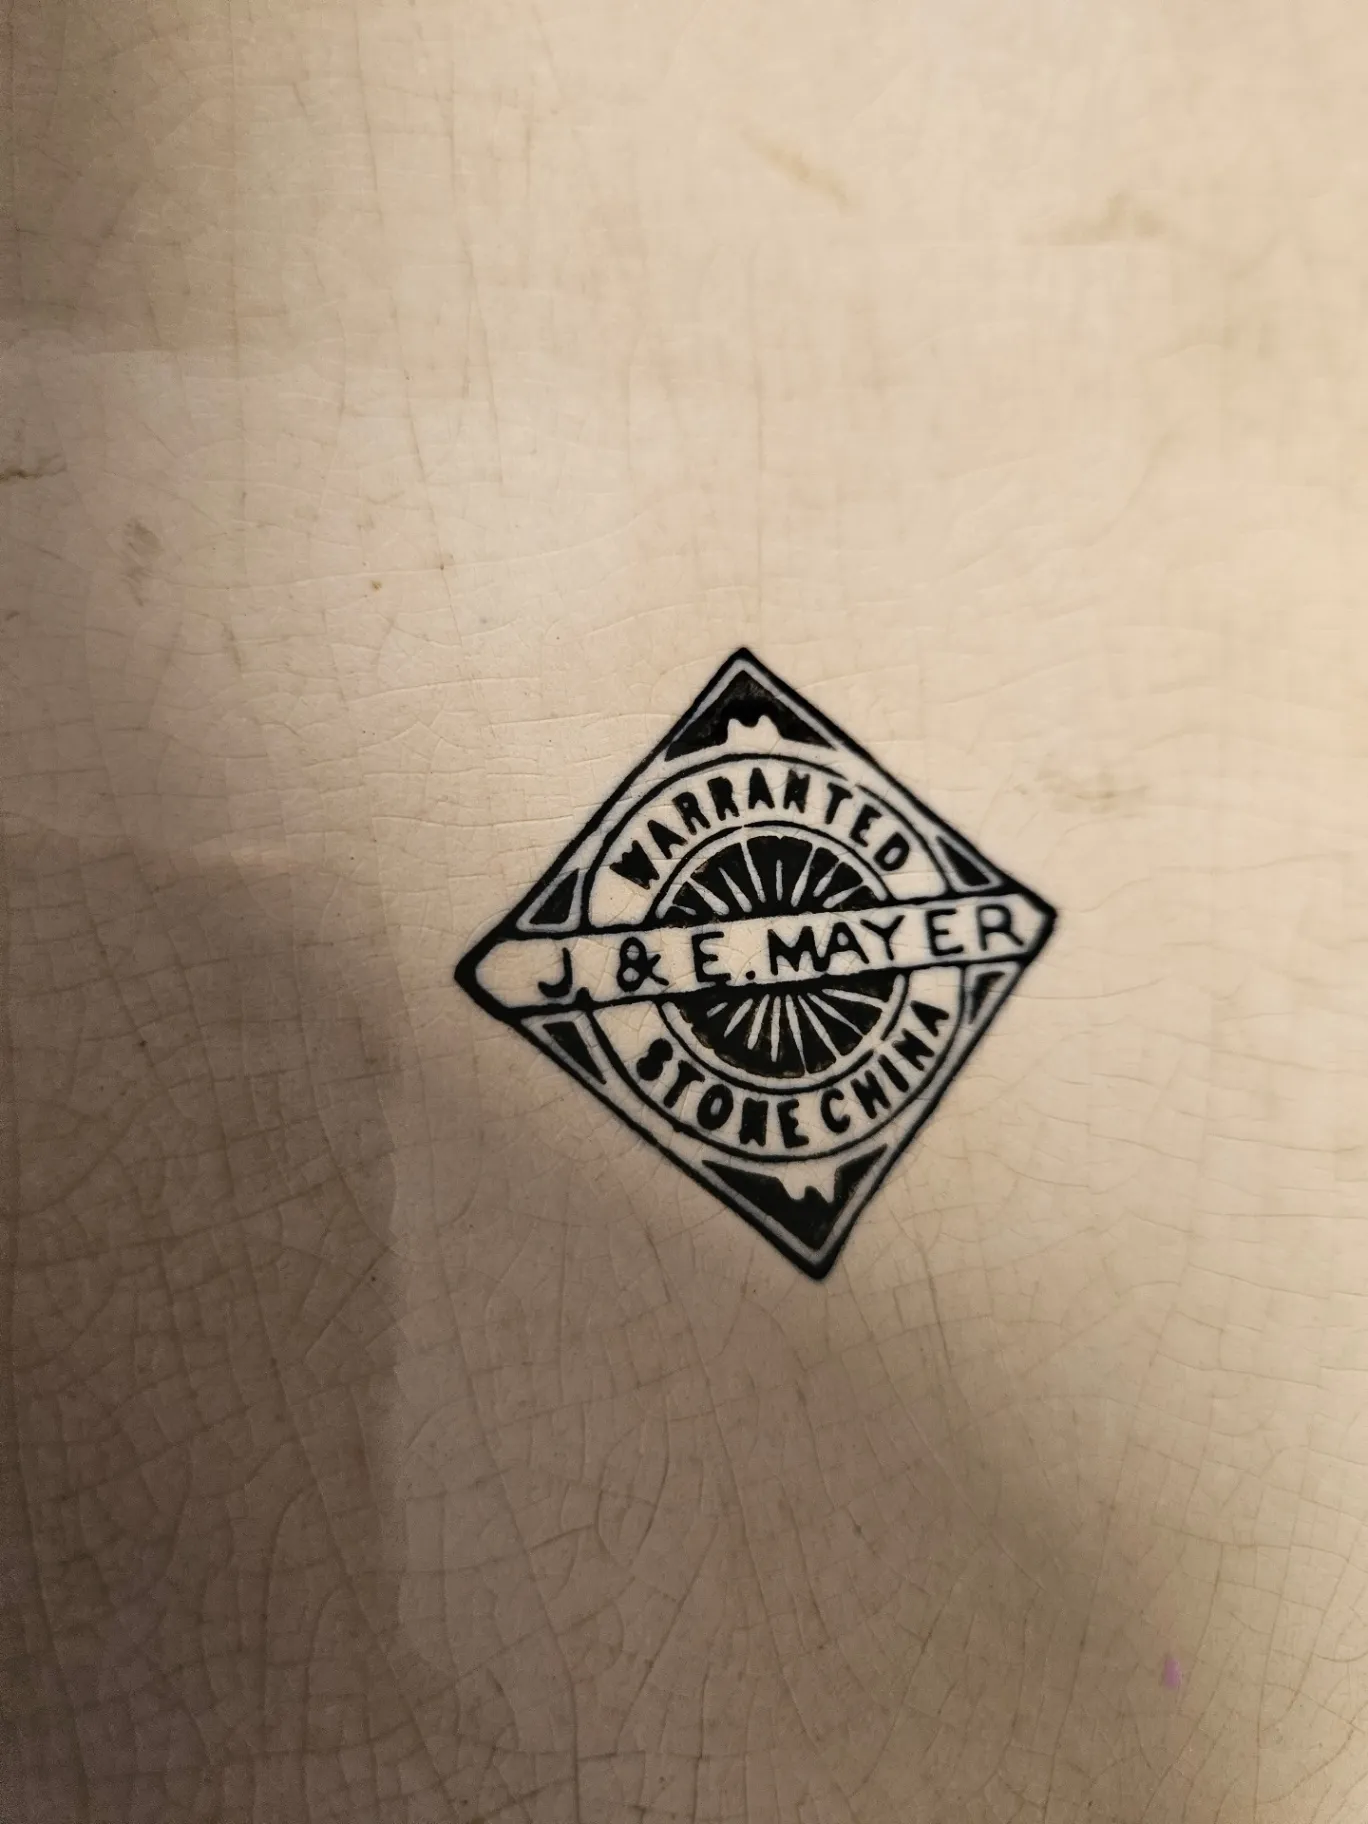 WARRANTED
J. & E. MAYER
STONE CHINA